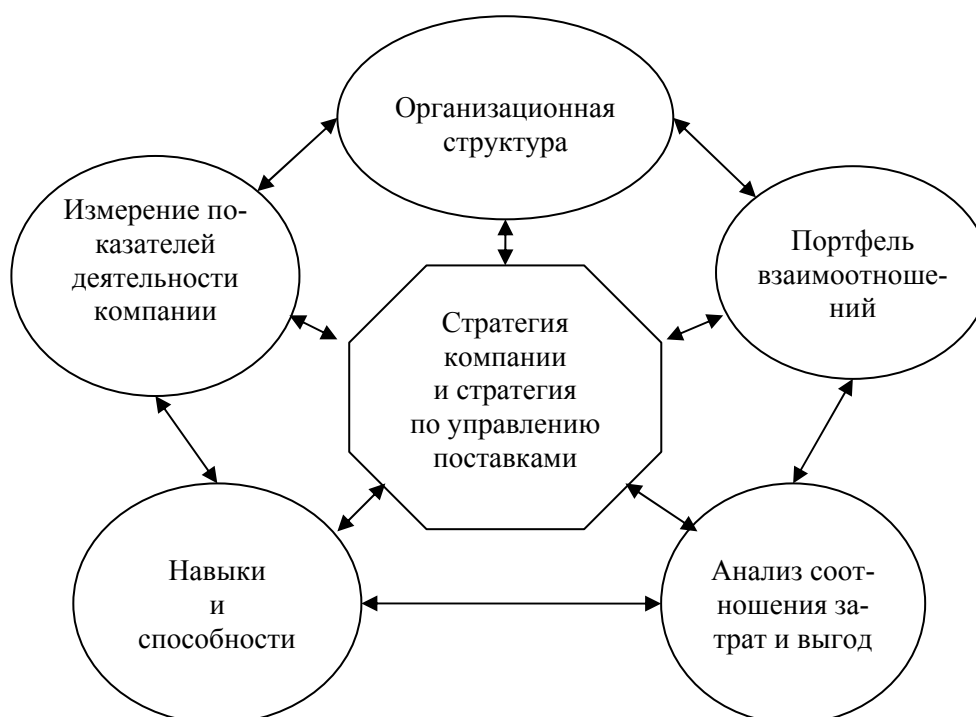 Организационная
структура
Измерение по-
казателей
деятельности
компании
Портфель
взаимоотноше-
ний
Стратегия
компании
и стратегия
по управлению
поставками
Навыки
и
способности
Анализ соот-
ношения за-
трат и выгод